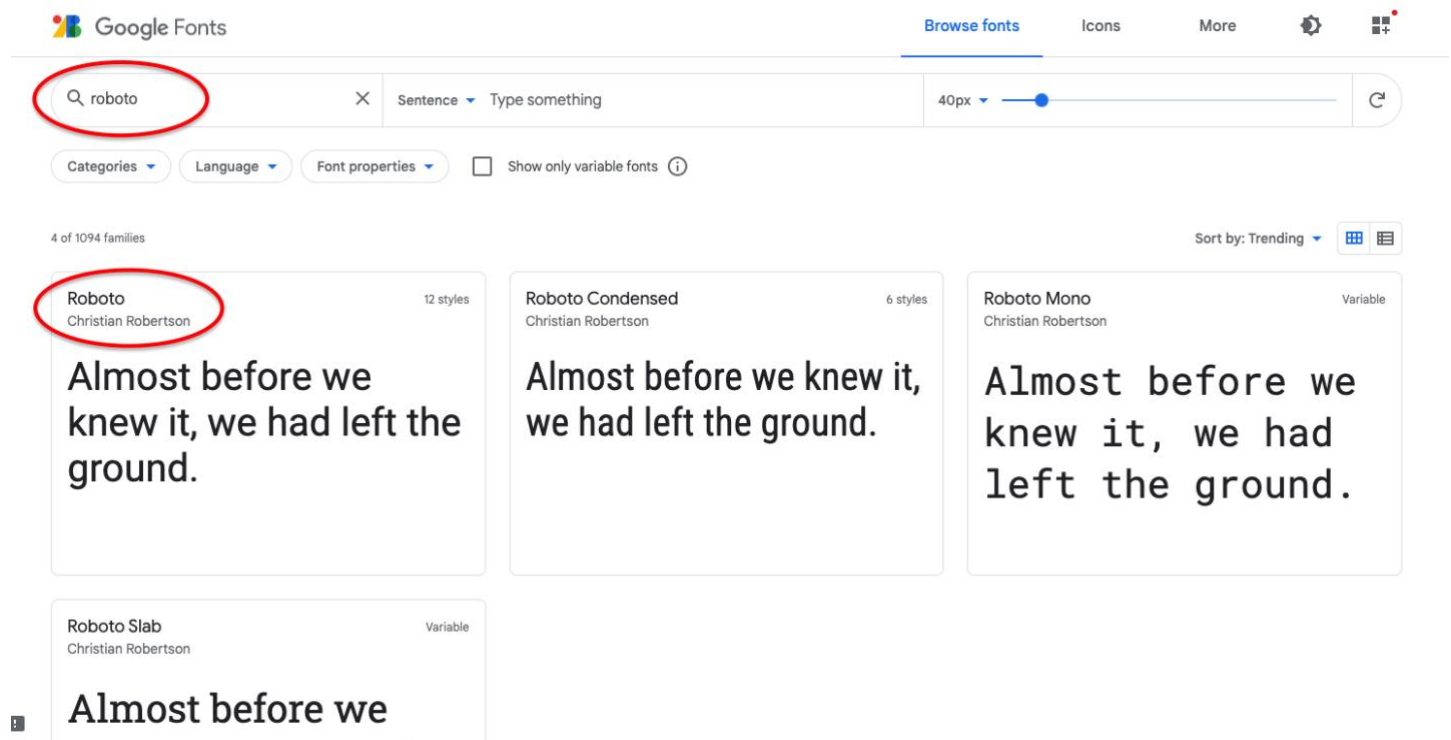 Google Fonts
Browse fonts
Icons
More
roboto
Sentence
Type something
40px
Categories
Language
Font properties
Show only variable fonts
4 of 1094 families
Sort by: Trending
Roboto
12 styles
Christian Robertson
Almost before we
knew it, we had left the
ground.
Roboto Condensed
6 styles
Christian Robertson
Almost before we knew it,
we had left the ground.
Roboto Mono
Variable
Christian Robertson
Almost before we
knew it, we had
left the ground.
Roboto Slab
Variable
Christian Robertson
Almost before we